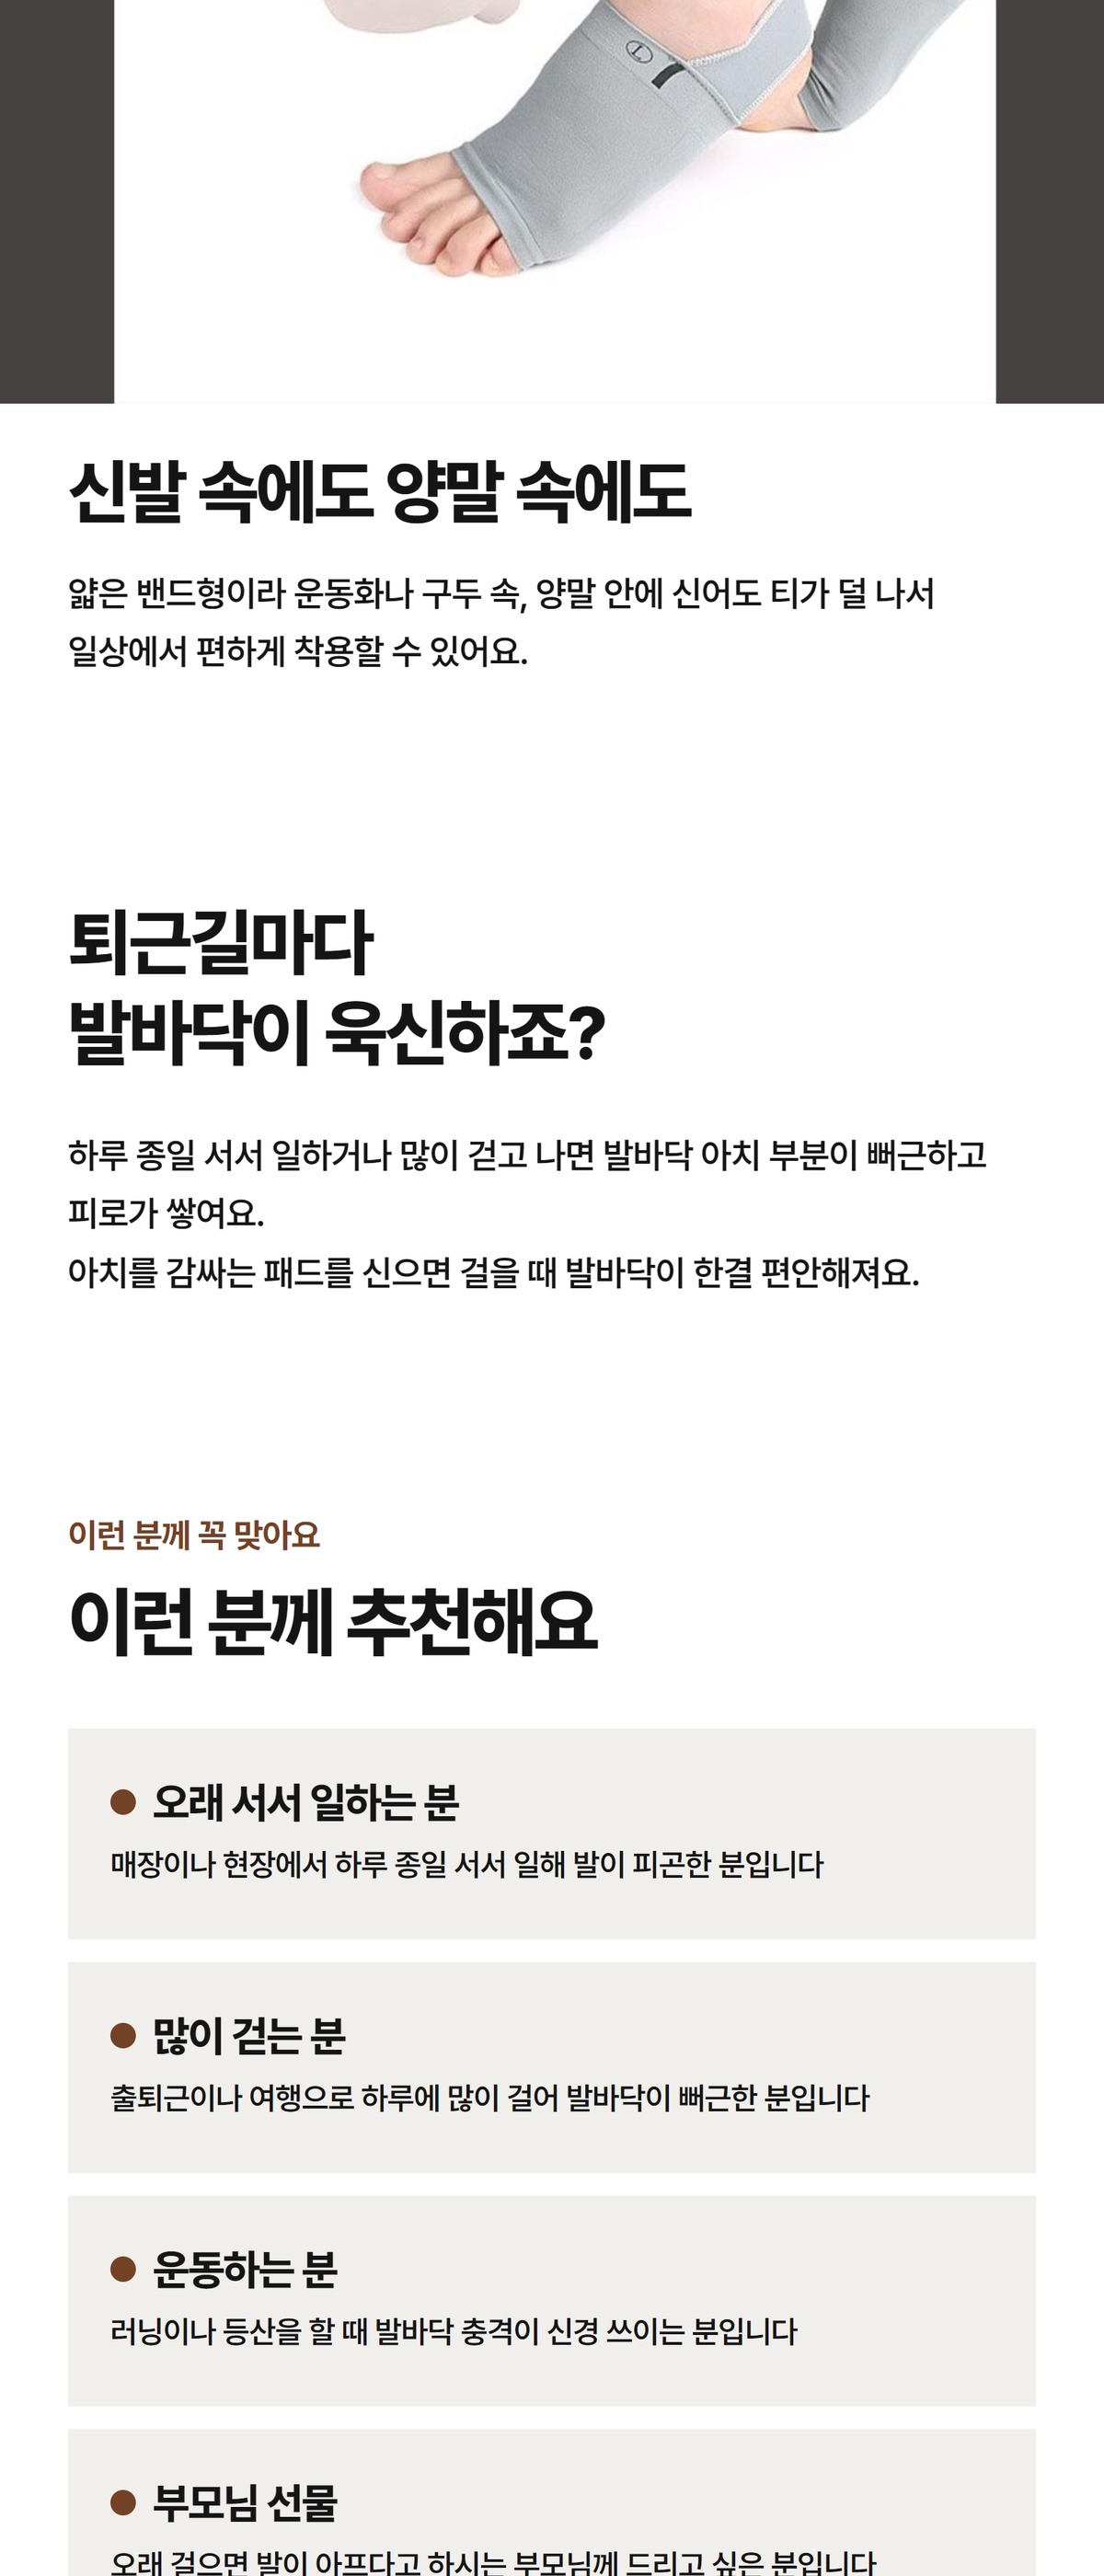 L
신발 속에도 양말 속에도
얇은 밴드형이라 운동화나 구두 속, 양말 안에 신어도 티가 덜 나서
일상에서 편하게 착용할 수 있어요.
퇴근길마다
발바닥이 욱신하죠?
하루 종일 서서 일하거나 많이 걷고 나면 발바닥 아치 부분이 뻐근하고
피로가 쌓여요.
아치를 감싸는 패드를 신으면 걸을 때 발바닥이 한결 편안해져요.
이런 분께 꼭 맞아요
이런 분께 추천해요
오래 서서 일하는 분
매장이나 현장에서 하루 종일 서서 일해 발이 피곤한 분입니다
많이 걷는 분
출퇴근이나 여행으로 하루에 많이 걸어 발바닥이 뻐근한 분입니다
운동하는 분
러닝이나 등산을 할 때 발바닥 충격이 신경 쓰이는 분입니다
부모님 선물
오래 걸으면 발이 아프다고 하시는 부모님께 드리고 싶은 분입니다